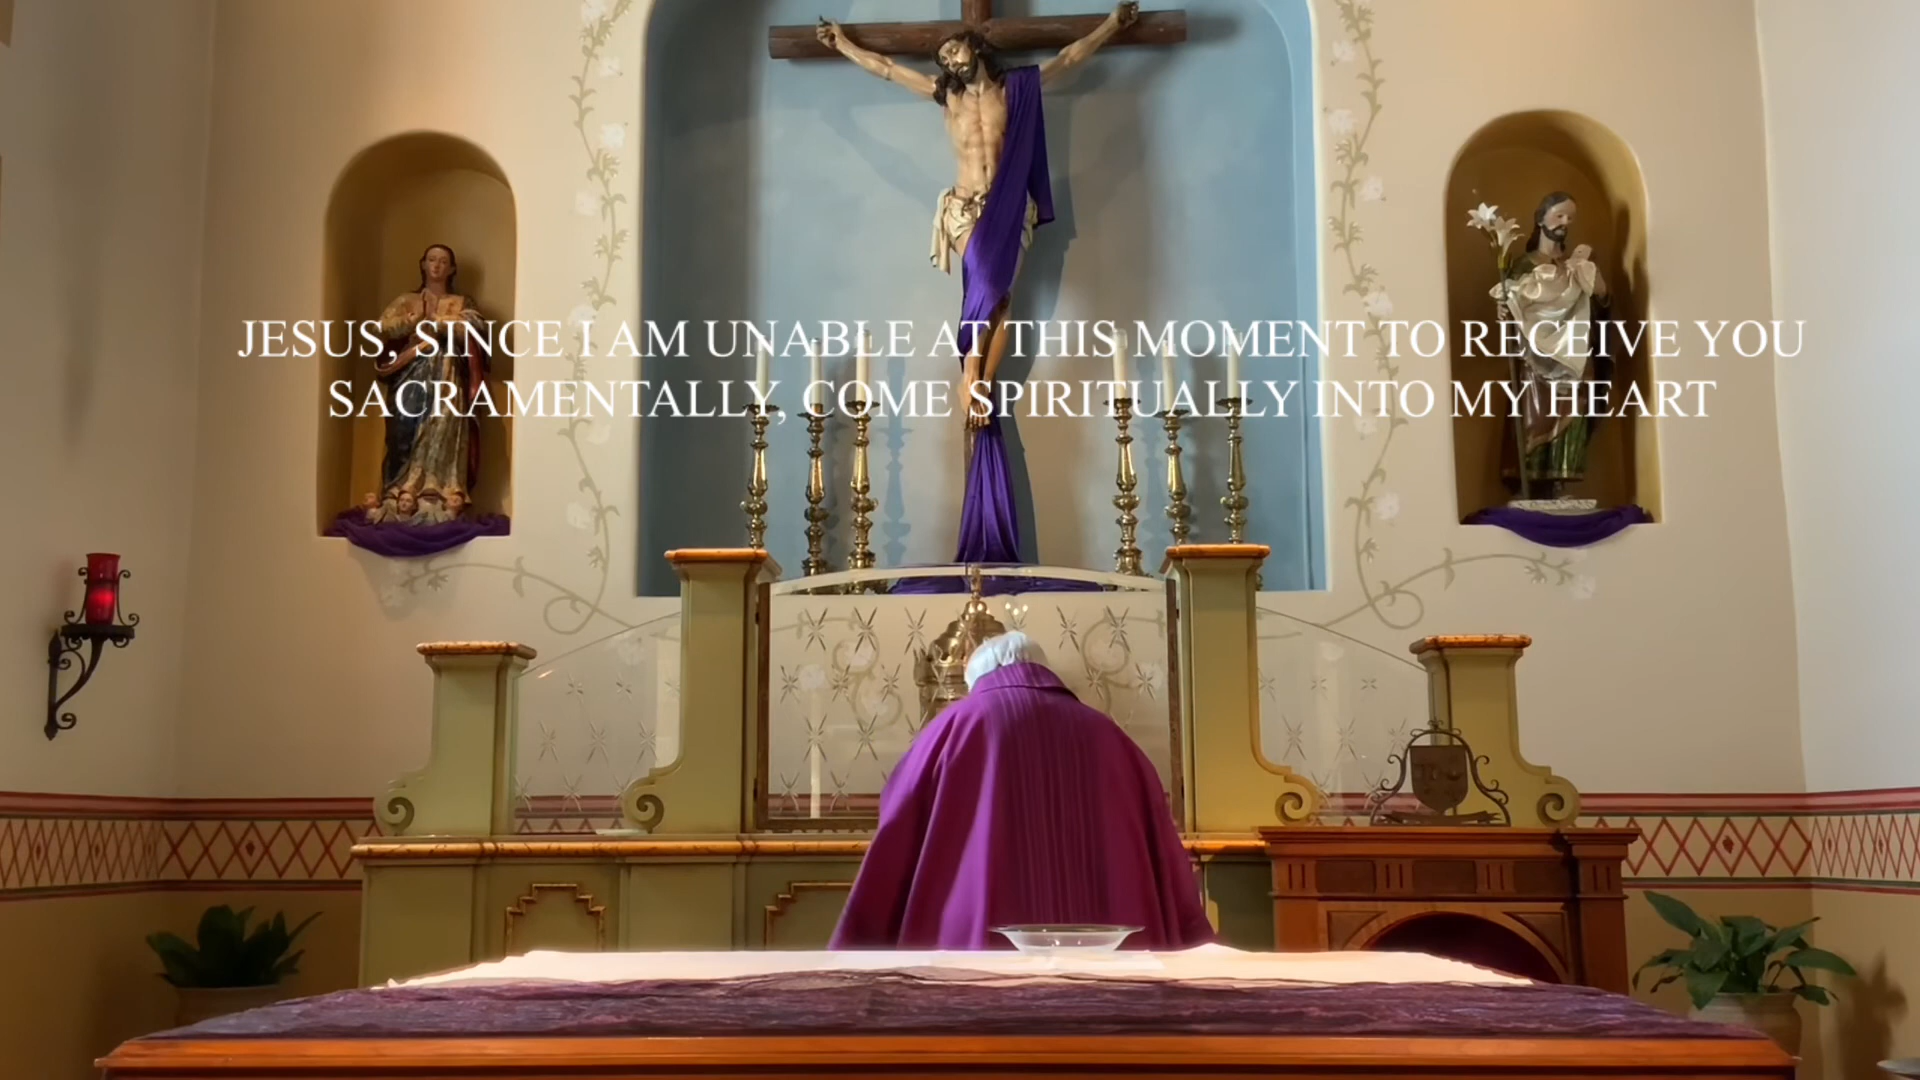 JESUS, SINCE I AM UNABLE AT THIS MOMENT TO RECEIVE YOU
SACRAMENTALLY, COME SPIRITUALLY INTO MY HEART